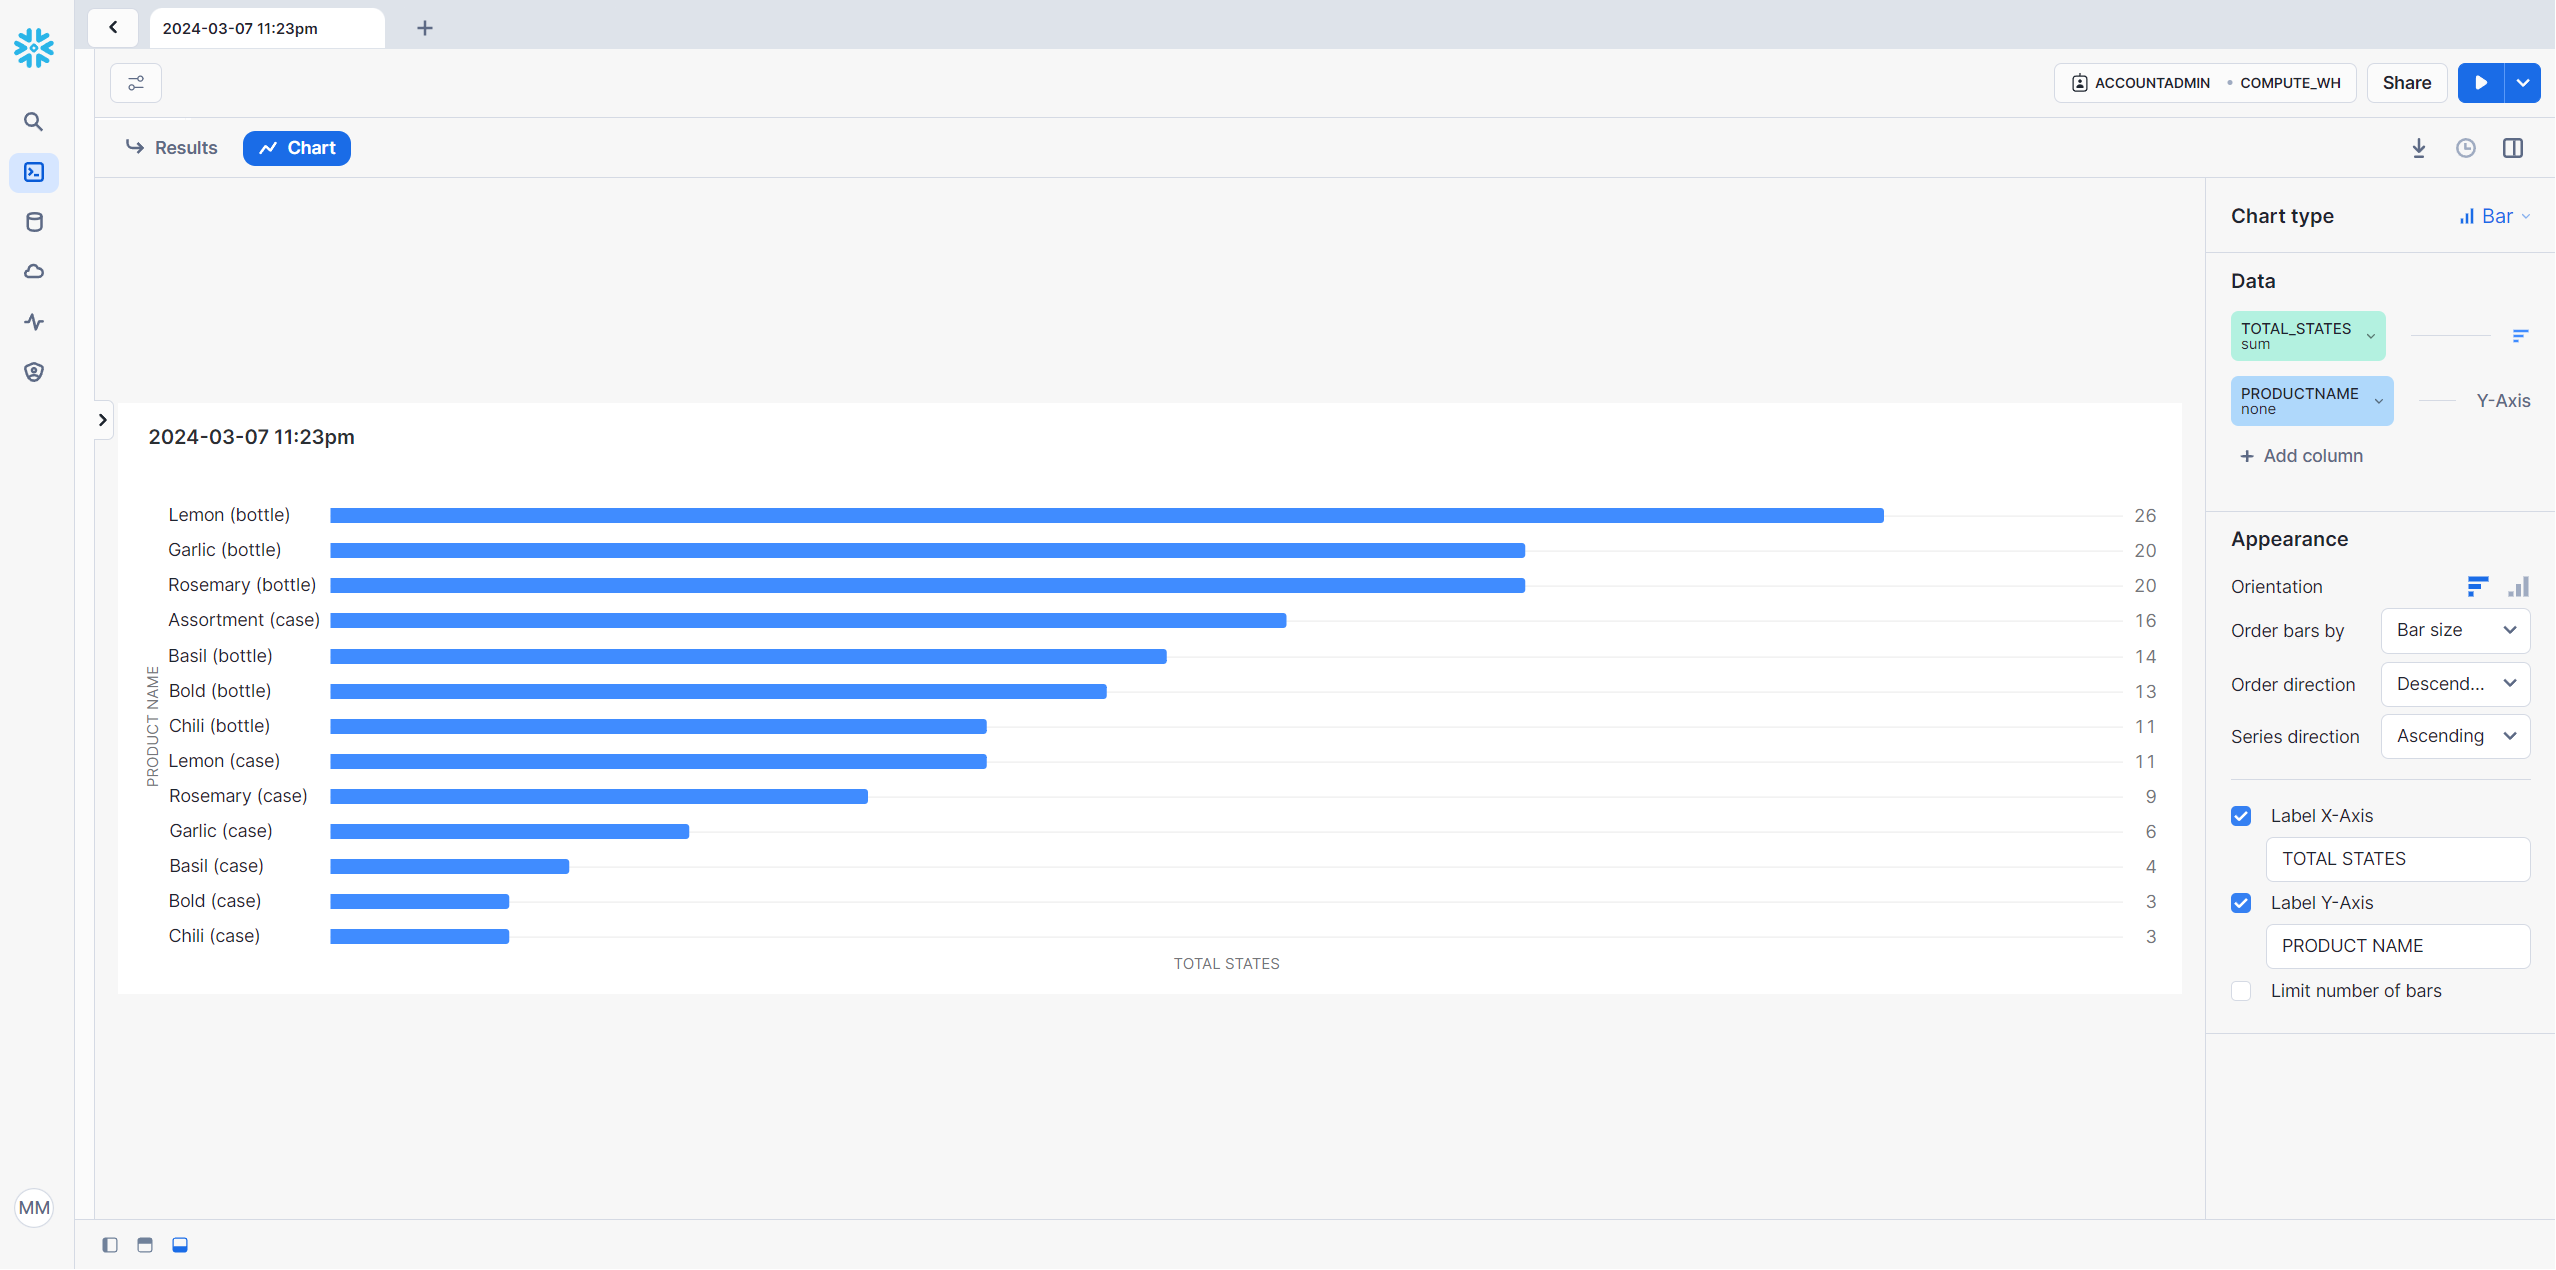 2024-03-07 11:23pm
ACCOUNTADMIN • COMPUTE_WH
Share
Results
Chart
Chart type
Bar
Data
TOTAL_STATES
sum
PRODUCTNAME
none
Y-Axis
+ Add column
2024-03-07 11:23pm
PRODUCT NAME
Lemon (bottle) 26
Garlic (bottle) 20
Rosemary (bottle) 20
Assortment (case) 16
Basil (bottle) 14
Bold (bottle) 13
Chili (bottle) 11
Lemon (case) 11
Rosemary (case) 9
Garlic (case) 6
Basil (case) 4
Bold (case) 3
Chili (case) 3
TOTAL STATES
Appearance
Orientation
Order bars by Bar size
Order direction Descend...
Series direction Ascending
Label X-Axis
TOTAL STATES
Label Y-Axis
PRODUCT NAME
Limit number of bars
MM